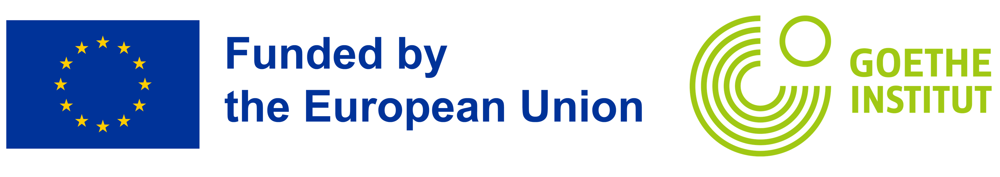 Funded by
the European Union
GOETHE
INSTITUT